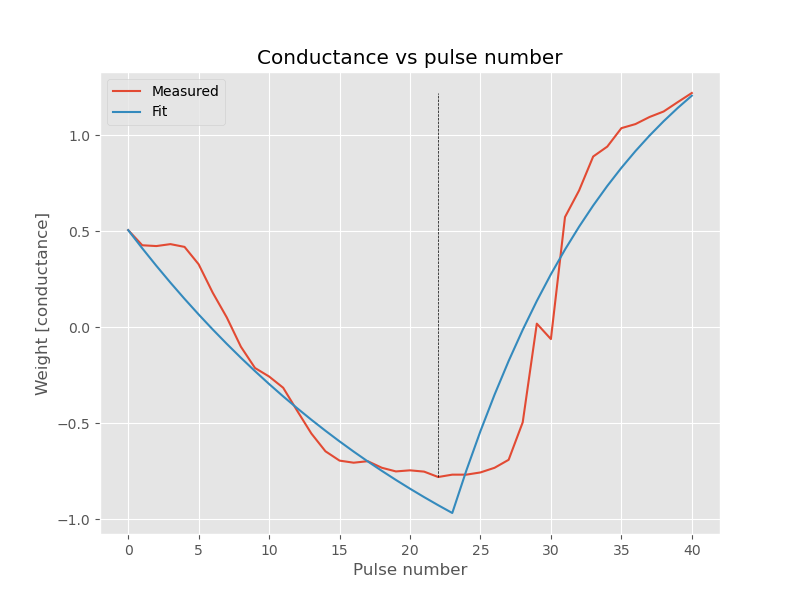 Conductance vs pulse number
Measured
Fit
1.0
0.5
0.0
−0.5
−1.0
Weight [conductance]
0 5 10 15 20 25 30 35 40
Pulse number